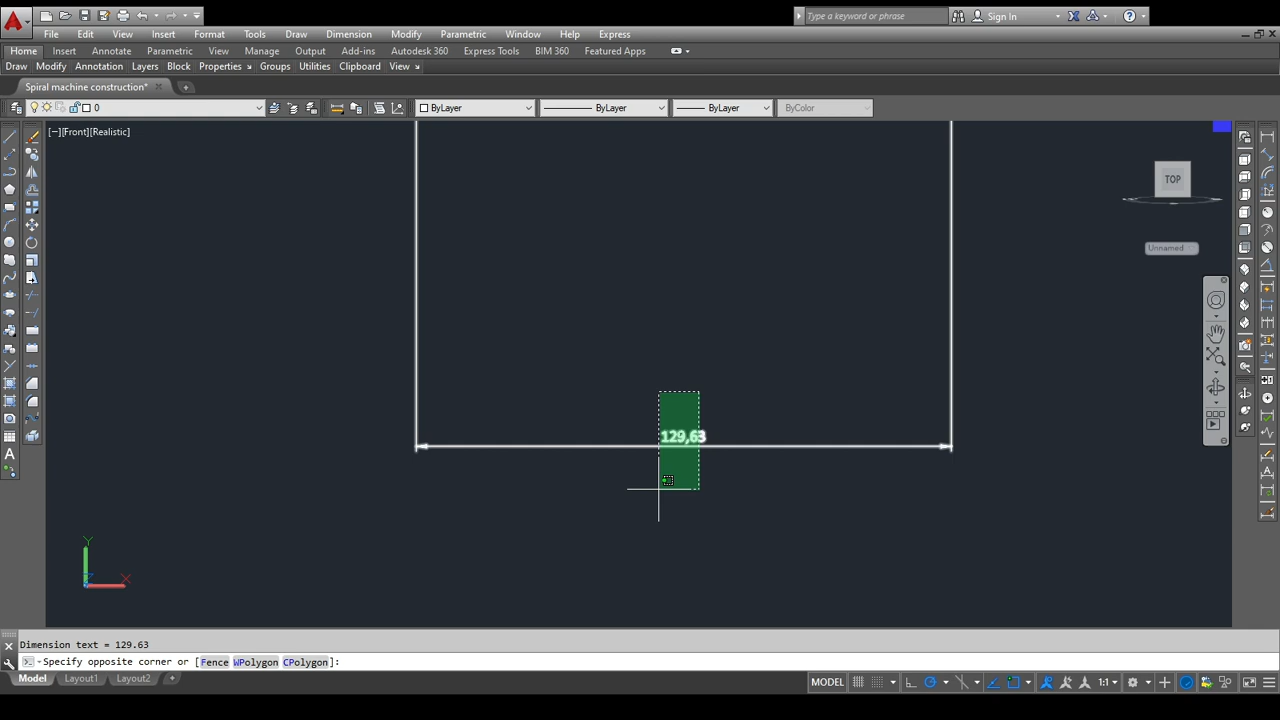 Type a keyword or phrase
Sign In
File Edit View Insert Format Tools Draw Dimension Modify Parametric Window Help Express
Home Insert Annotate Parametric View Manage Output Add-ins Autodesk 360 Express Tools BIM 360 Featured Apps
Draw Modify Annotation Layers Block Properties Groups Utilities Clipboard View
Spiral machine construction*
0 ByLayer ByLayer ByLayer ByColor
[−][Front][Realistic]
TOP
Unnamed
129,63
Y
Z
X
Dimension text = 129.63
Specify opposite corner or [Fence WPolygon CPolygon]:
Model Layout1 Layout2
MODEL
1:1